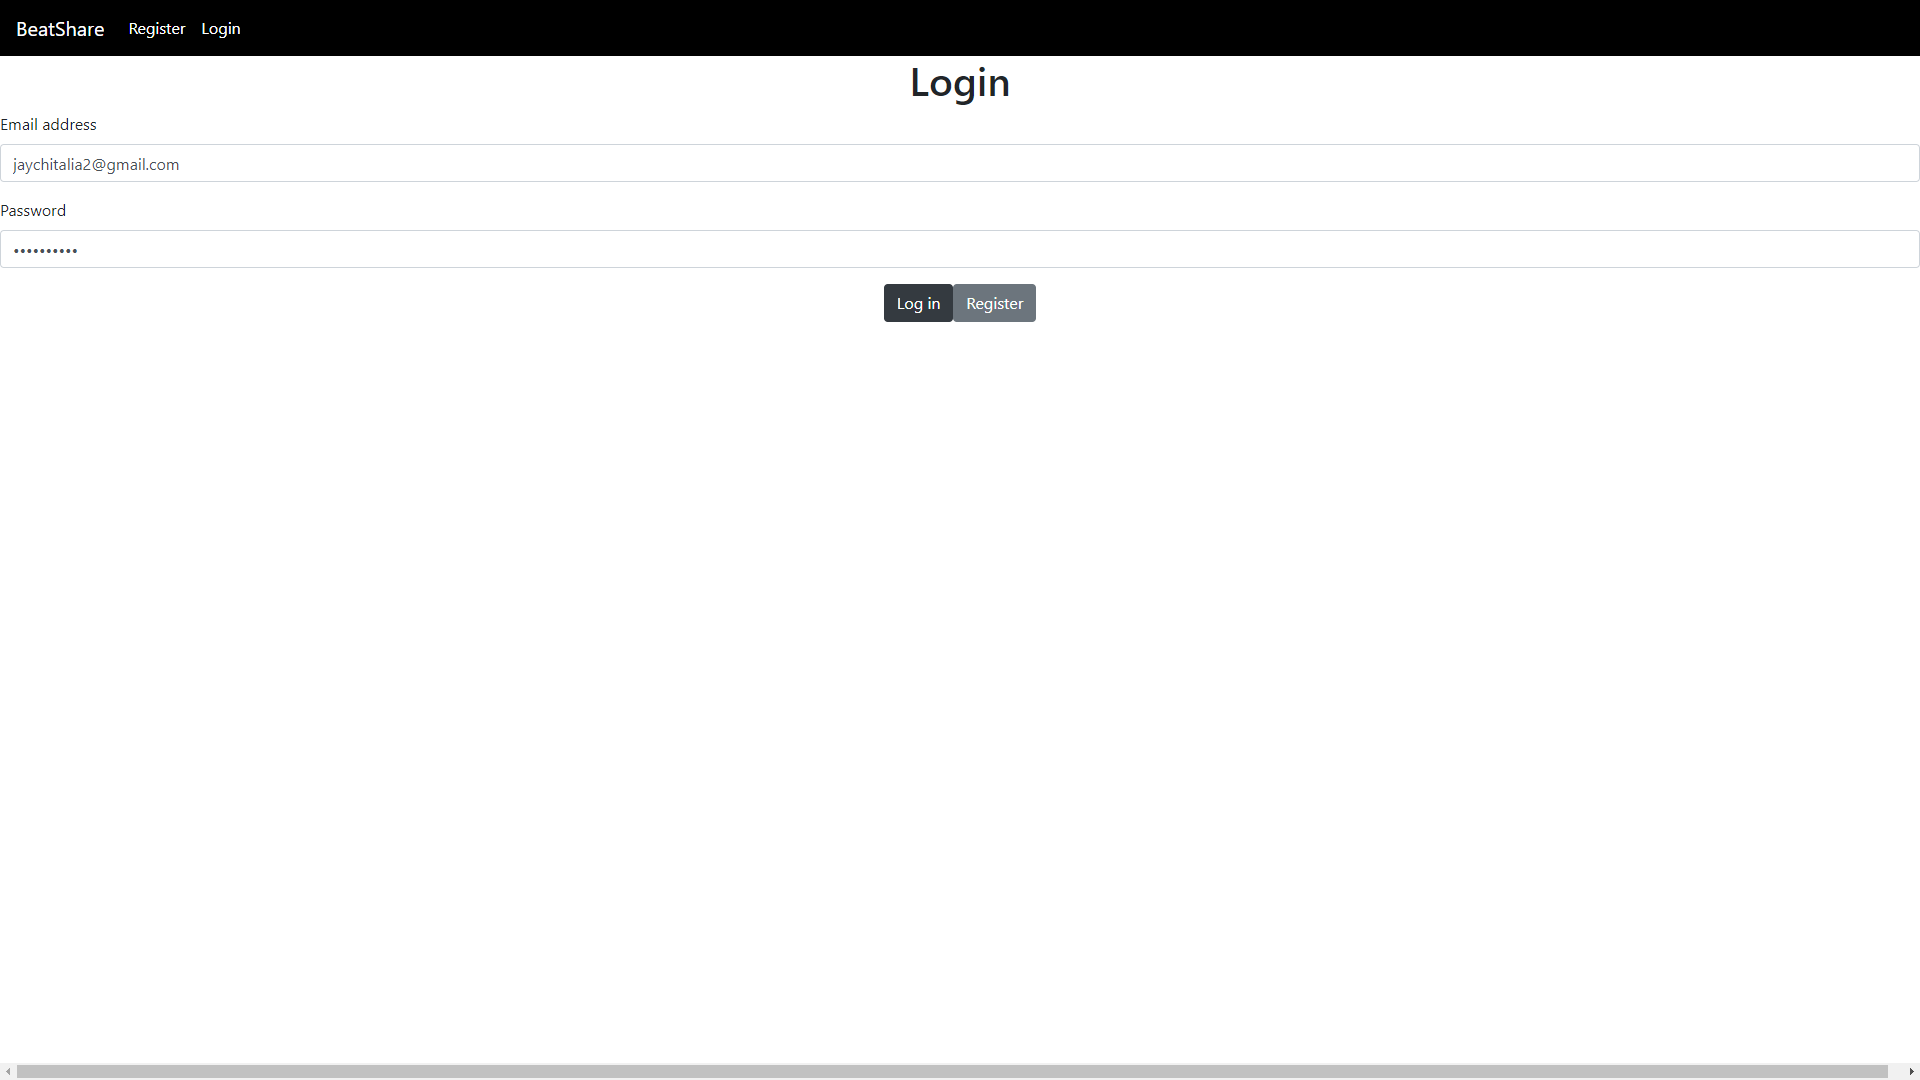 BeatShare Register Login
Login
Email address
jaychitalia2@gmail.com
Password
••••••••••
Log in Register